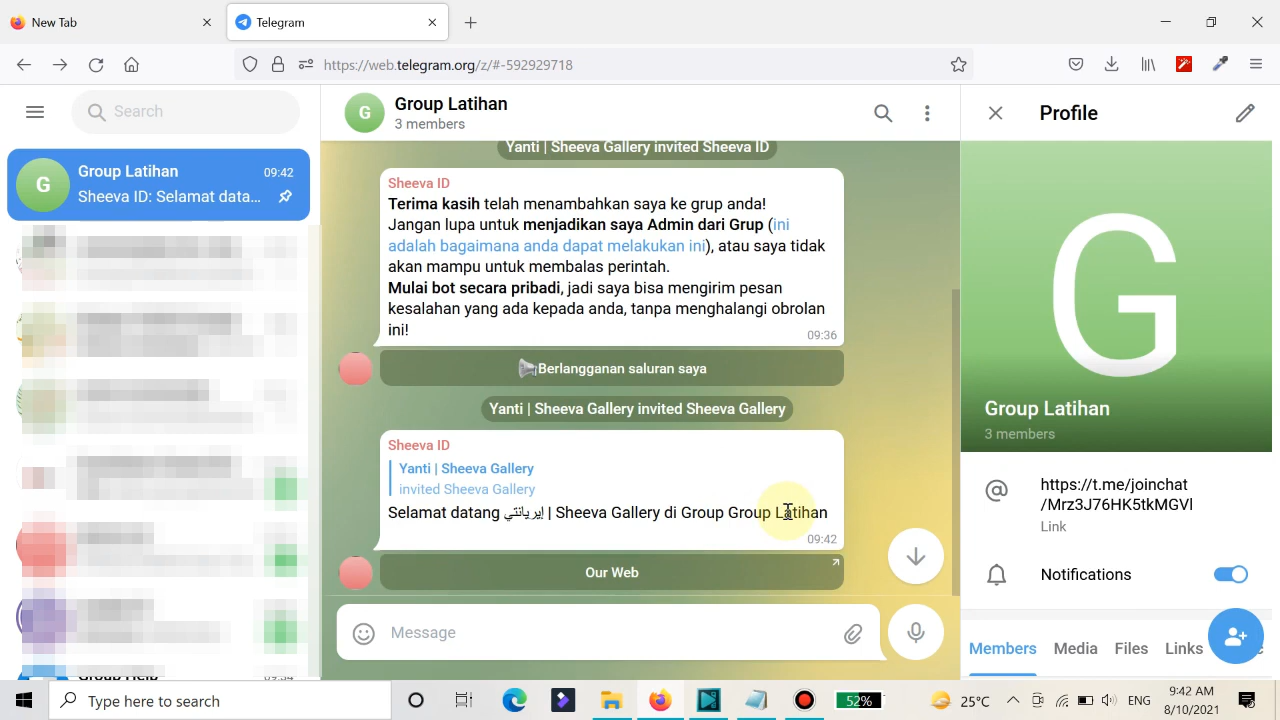 New Tab
Telegram
https://web.telegram.org/z/#-592929718
Search
Group Latihan
3 members
Profile
Group Latihan 09:42
Sheeva ID: Selamat data...
Yanti | Sheeva Gallery invited Sheeva ID
Sheeva ID
Terima kasih telah menambahkan saya ke grup anda!
Jangan lupa untuk menjadikan saya Admin dari Grup (ini
adalah bagaimana anda dapat melakukan ini), atau saya tidak
akan mampu untuk membalas perintah.
Mulai bot secara pribadi, jadi saya bisa mengirim pesan
kesalahan yang ada kepada anda, tanpa menghalangi obrolan
ini!
09:36
Berlangganan saluran saya
Yanti | Sheeva Gallery invited Sheeva Gallery
Sheeva ID
Yanti | Sheeva Gallery
invited Sheeva Gallery
Selamat datang إيريانتي | Sheeva Gallery di Group Group Latihan
09:42
Our Web
Message
G
G
G
Group Latihan
3 members
https://t.me/joinchat
/Mrz3J76HK5tkMGVl
Link
Notifications
Members Media Files Links
Type here to search
52%
25°C
ENG
9:42 AM
8/10/2021